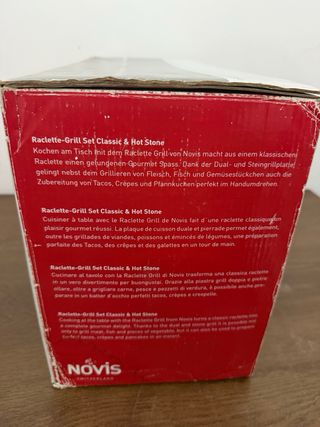 Raclette-Grill Set Classic & Hot Stone
Kochen am Tisch mit dem Raclette Grill von Novis macht aus einem klassischen
Raclette einen gelungenen Gourmet Spass. Dank der Dual- und Steingrillplatte
gelingt nebst dem Grillieren von Fleisch, Fisch und Gemüsestückchen auch die
Zubereitung von Tacos, Crêpes und Pfannkuchen perfekt im Handumdrehen.
Raclette-Grill Set Classic & Hot Stone
Cuisiner à table avec le Raclette Grill de Novis fait d'une raclette classique un
plaisir gourmet réussi. La plaque de cuisson duale et pierrade permet également,
outre les grillades de viandes, poissons et émincés de légumes, une préparation
parfaite des Tacos, des crêpes et des galettes en un tour de main.
Raclette-Grill Set Classic & Hot Stone
Cucinare al tavolo con la Raclette Grill di Novis trasforma una classica raclette
in un vero divertimento per buongustai. Grazie alla piastra grill doppia e pietra
ollare, oltre a grigliare carne, pesce e pezzetti di verdura, è possibile anche pre-
parare in un batter d'occhio perfetti tacos, crêpes e crespelle.
Raclette-Grill Set Classic & Hot Stone
Cooking at the table with the Raclette Grill from Novis turns a classic raclette into
a complete gourmet delight. Thanks to the dual and stone grill it is possible not
only to grill meat, fish and pieces of vegetable, but it can also be used to prepare
perfect tacos, crêpes and pancakes in an instant.
NOVIS
SWITZERLAND